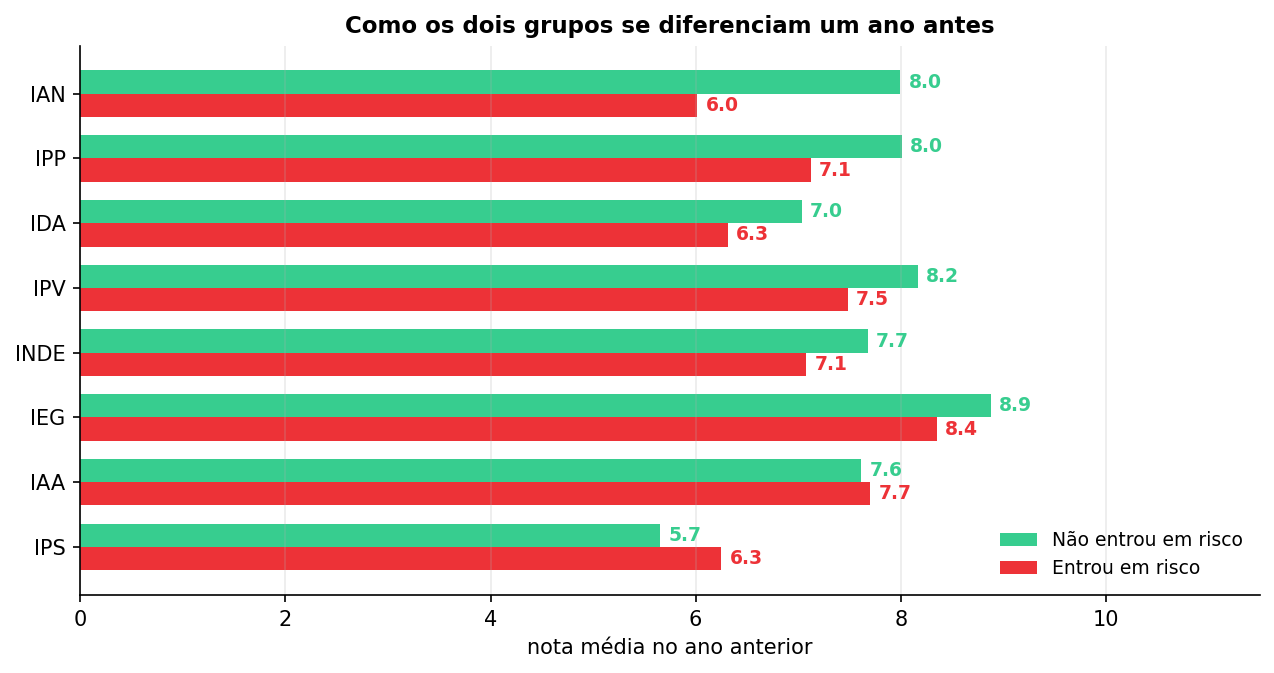 Como os dois grupos se diferenciam um ano antes
IAN
8.0
6.0
IPP
8.0
7.1
IDA
7.0
6.3
IPV
8.2
7.5
INDE
7.7
7.1
IEG
8.9
8.4
IAA
7.6
7.7
IPS
5.7
6.3
Não entrou em risco
Entrou em risco
0 2 4 6 8 10
nota média no ano anterior